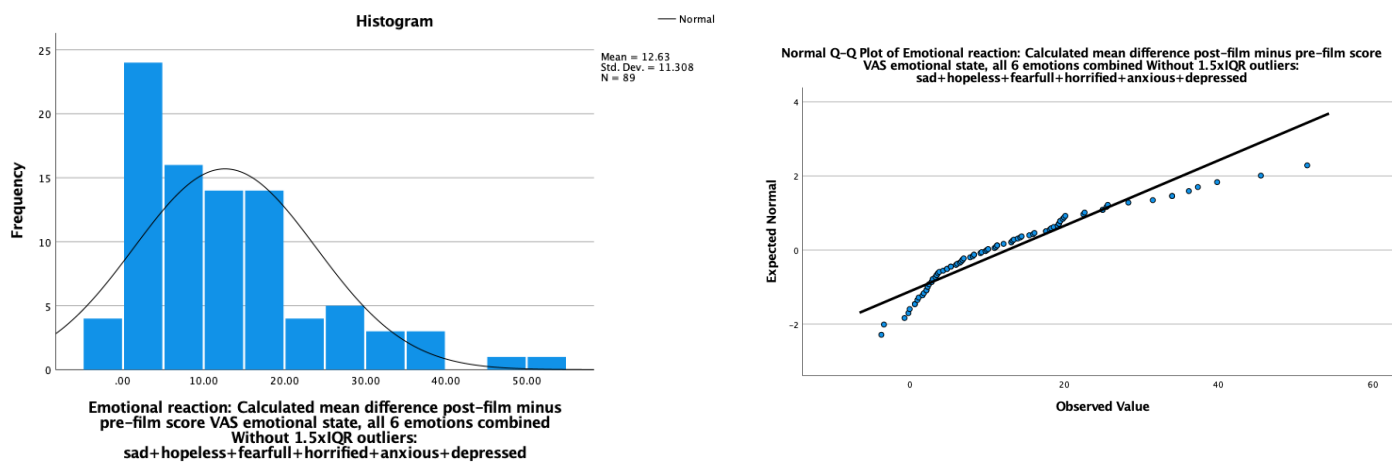 Histogram
Normal
Mean = 12.63
Std. Dev. = 11.308
N = 89
Frequency
25
20
15
10
5
0
.00 10.00 20.00 30.00 40.00 50.00
Emotional reaction: Calculated mean difference post-film minus
pre-film score VAS emotional state, all 6 emotions combined
Without 1.5xIQR outliers:
sad+hopeless+fearfull+horrified+anxious+depressed
Normal Q-Q Plot of Emotional reaction: Calculated mean difference post-film minus pre-film score
VAS emotional state, all 6 emotions combined Without 1.5xIQR outliers:
sad+hopeless+fearfull+horrified+anxious+depressed
Expected Normal
4
2
0
-2
0 20 40 60
Observed Value